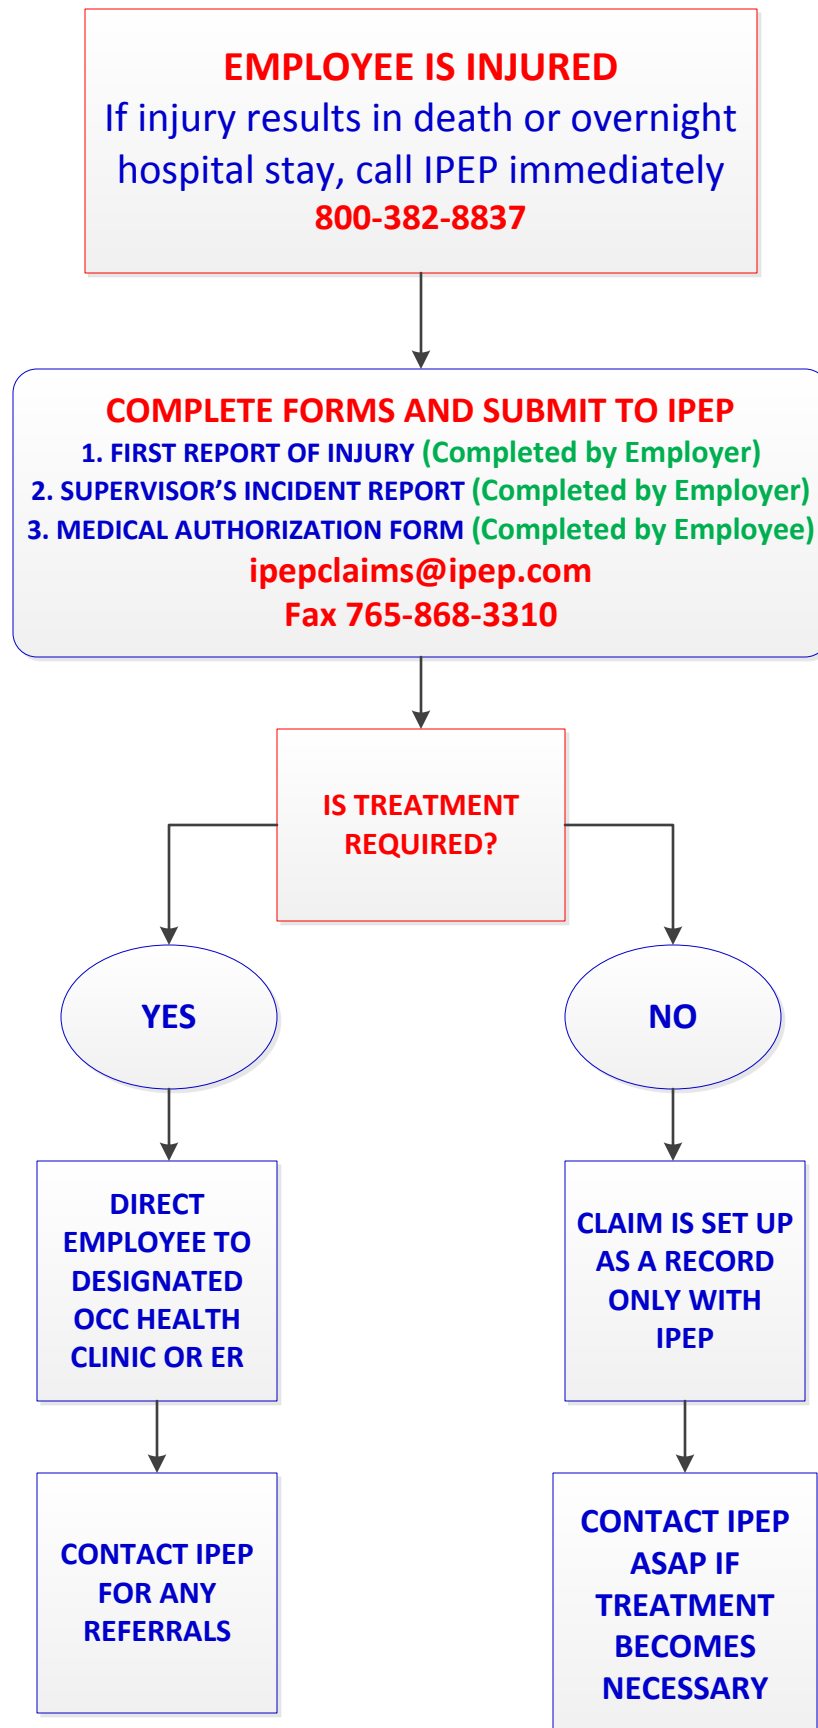 EMPLOYEE IS INJURED
If injury results in death or overnight
hospital stay, call IPEP immediately
800-382-8837
COMPLETE FORMS AND SUBMIT TO IPEP
1. FIRST REPORT OF INJURY (Completed by Employer)
2. SUPERVISOR'S INCIDENT REPORT (Completed by Employer)
3. MEDICAL AUTHORIZATION FORM (Completed by Employee)
ipepclaims@ipep.com
Fax 765-868-3310
IS TREATMENT
REQUIRED?
YES
NO
DIRECT
EMPLOYEE TO
DESIGNATED
OCC HEALTH
CLINIC OR ER
CLAIM IS SET UP
AS A RECORD
ONLY WITH
IPEP
CONTACT IPEP
FOR ANY
REFERRALS
CONTACT IPEP
ASAP IF
TREATMENT
BECOMES
NECESSARY